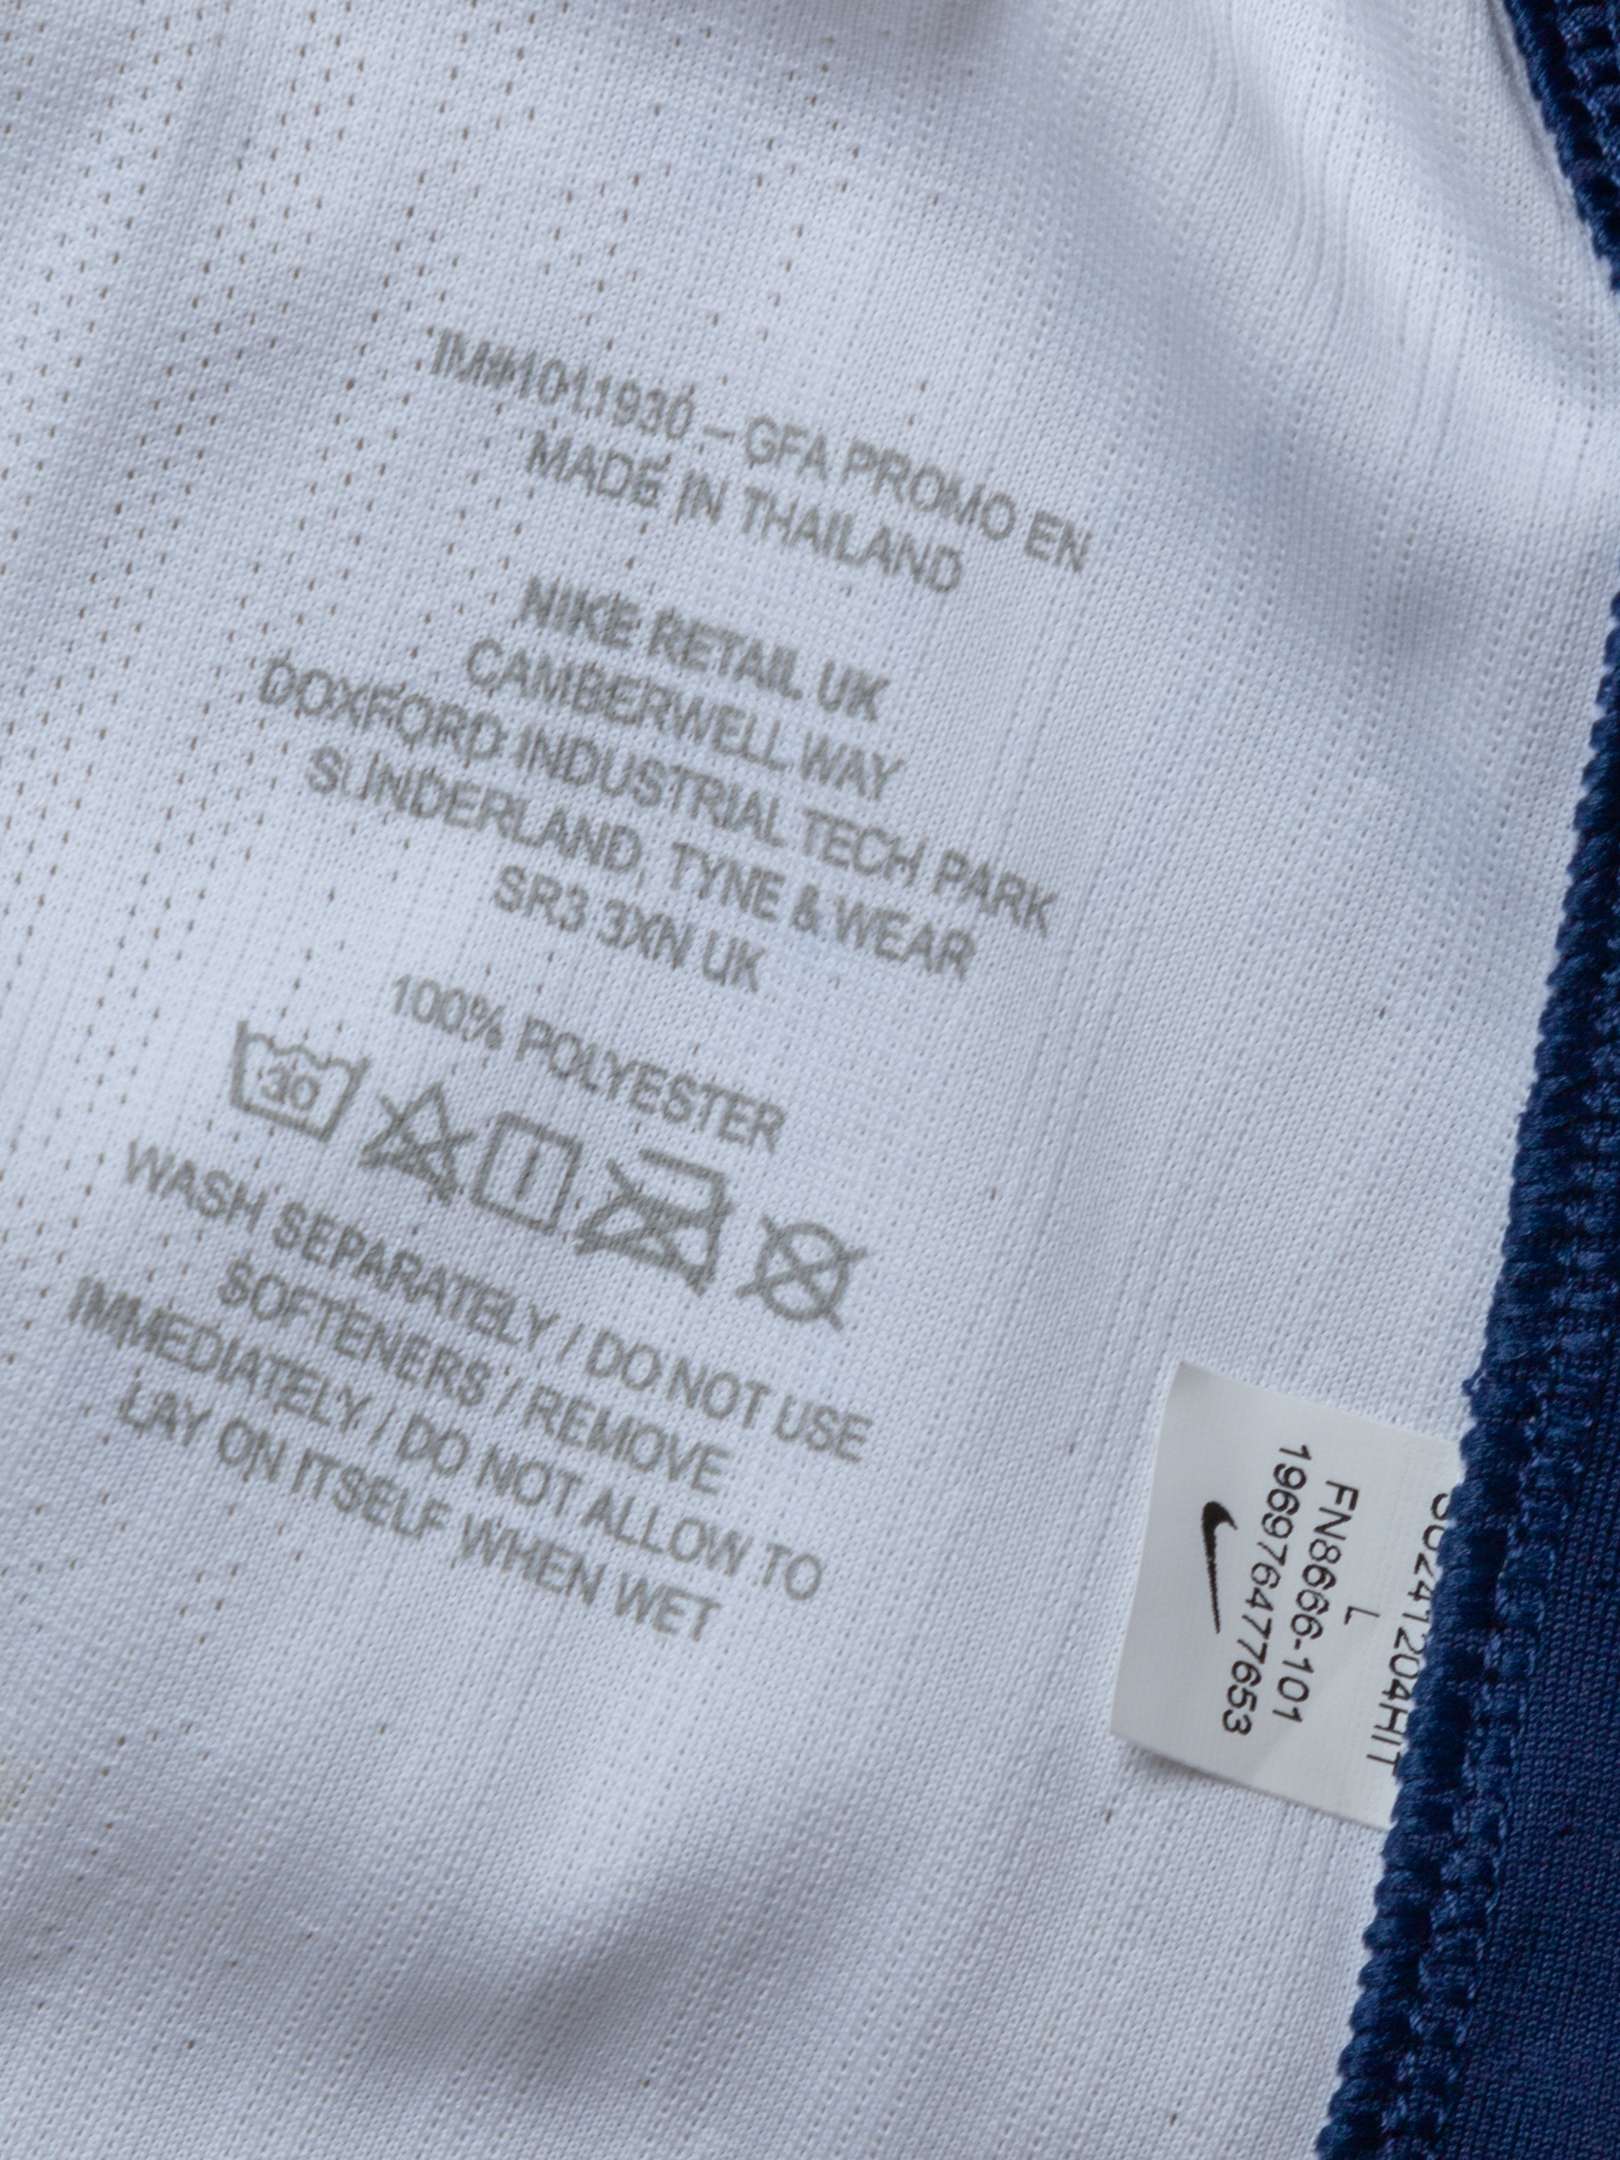 IM#1011930 – GFA PROMO EN
MADE IN THAILAND
NIKE RETAIL UK
CAMBERWELL WAY
DOXFORD INDUSTRIAL TECH PARK
SUNDERLAND, TYNE & WEAR
SR3 3XN UK
100% POLYESTER
30
WASH SEPARATELY / DO NOT USE
SOFTENERS / REMOVE
IMMEDIATELY / DO NOT ALLOW TO
LAY ON ITSELF WHEN WET
L
FN8666-101
196976477653